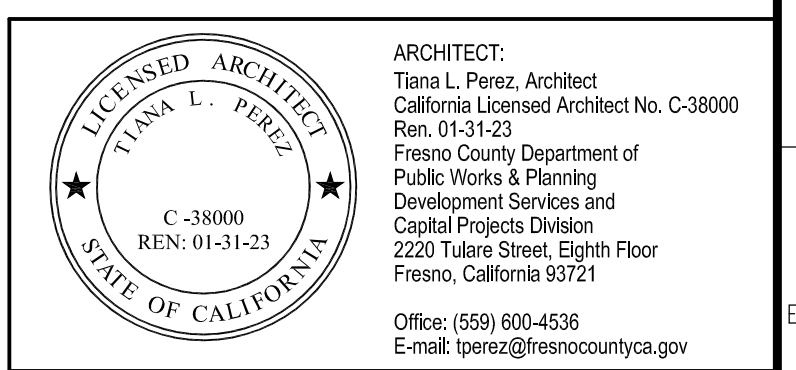 LICENSED ARCHITECT
TIANA L. PEREZ
C-38000
REN: 01-31-23
STATE OF CALIFORNIA
ARCHITECT:
Tiana L. Perez, Architect
California Licensed Architect No. C-38000
Ren. 01-31-23
Fresno County Department of
Public Works & Planning
Development Services and
Capital Projects Division
2220 Tulare Street, Eighth Floor
Fresno, California 93721
Office: (559) 600-4536
E-mail: tperez@fresnocountyca.gov